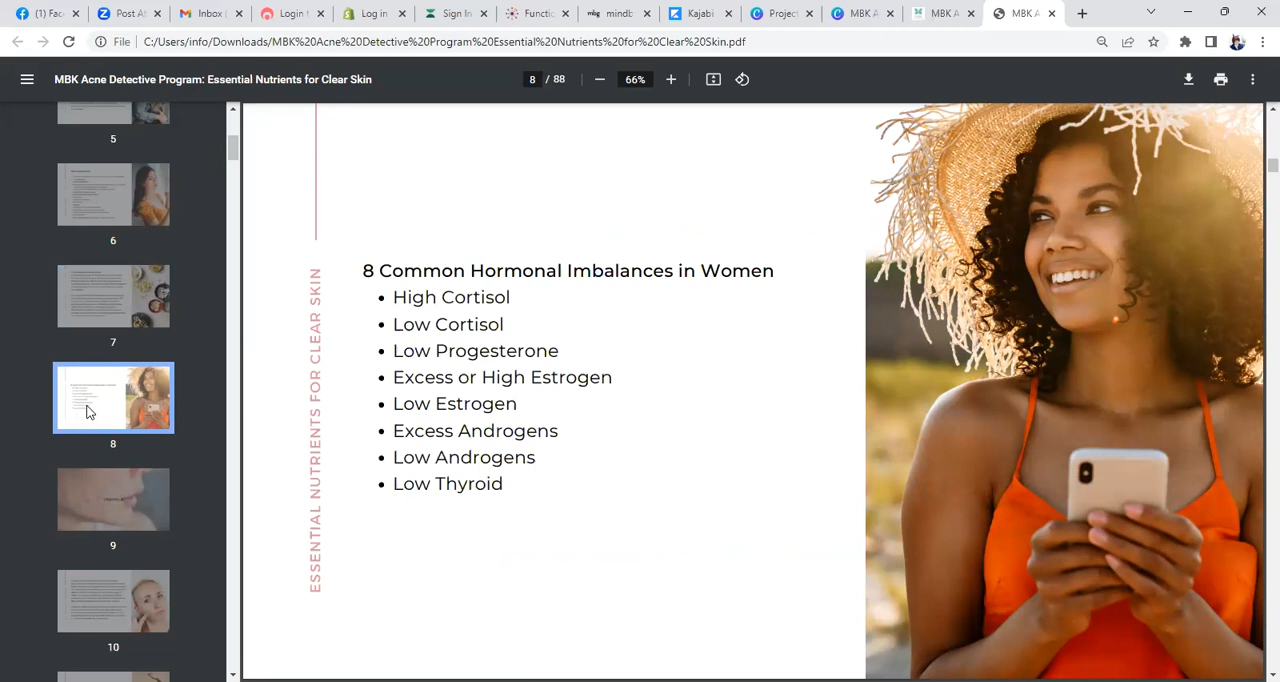 (1) Fac
Post At
Inbox (
Login t
Log in
Sign In
Functi
mbg mindb
Kajabi
Project
MBK A
MBK A
MBK A
File C:/Users/info/Downloads/MBK%20Acne%20Detective%20Program%20Essential%20Nutrients%20for%20Clear%20Skin.pdf
MBK Acne Detective Program: Essential Nutrients for Clear Skin
8 / 88
66%
5
6
7
8
9
10
ESSENTIAL NUTRIENTS FOR CLEAR SKIN
8 Common Hormonal Imbalances in Women
• High Cortisol
• Low Cortisol
• Low Progesterone
• Excess or High Estrogen
• Low Estrogen
• Excess Androgens
• Low Androgens
• Low Thyroid